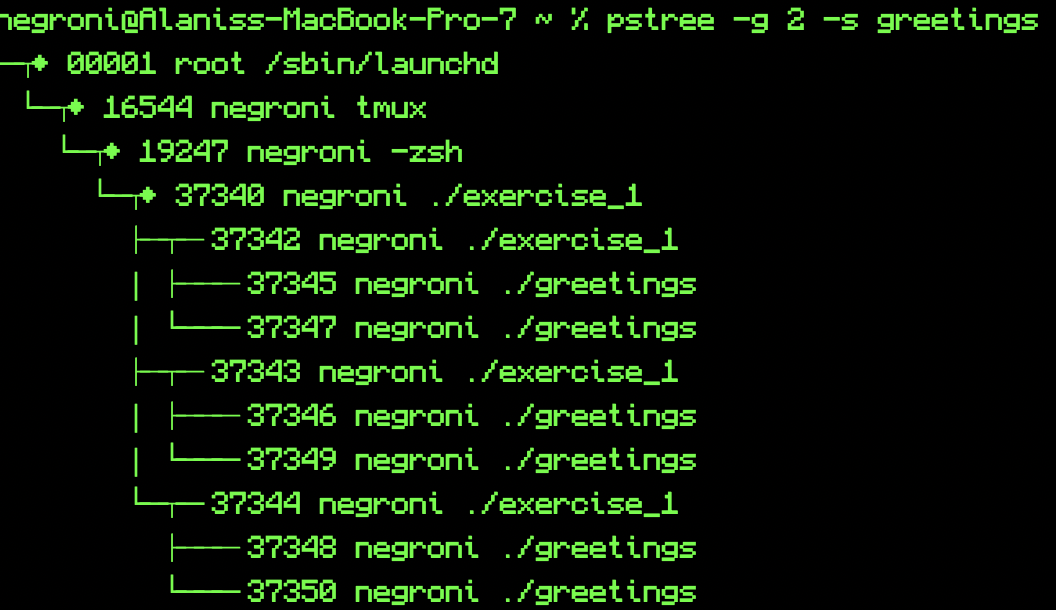 negroni@Alaniss-MacBook-Pro-7 ~ % pstree -g 2 -s greetings
00001 root /sbin/launchd
16544 negroni tmux
19247 negroni -zsh
37340 negroni ./exercise_1
37342 negroni ./exercise_1
37345 negroni ./greetings
37347 negroni ./greetings
37343 negroni ./exercise_1
37346 negroni ./greetings
37349 negroni ./greetings
37344 negroni ./exercise_1
37348 negroni ./greetings
37350 negroni ./greetings